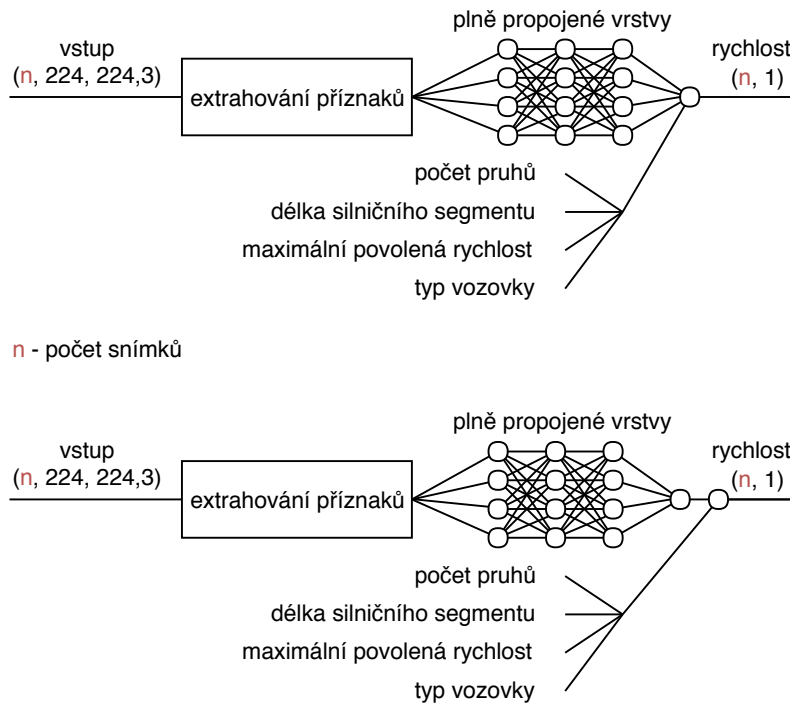 plně propojené vrstvy
vstup
(n, 224, 224,3)
extrahování příznaků
rychlost
(n, 1)
počet pruhů
délka silničního segmentu
maximální povolená rychlost
typ vozovky
n - počet snímků
plně propojené vrstvy
vstup
(n, 224, 224,3)
extrahování příznaků
rychlost
(n, 1)
počet pruhů
délka silničního segmentu
maximální povolená rychlost
typ vozovky